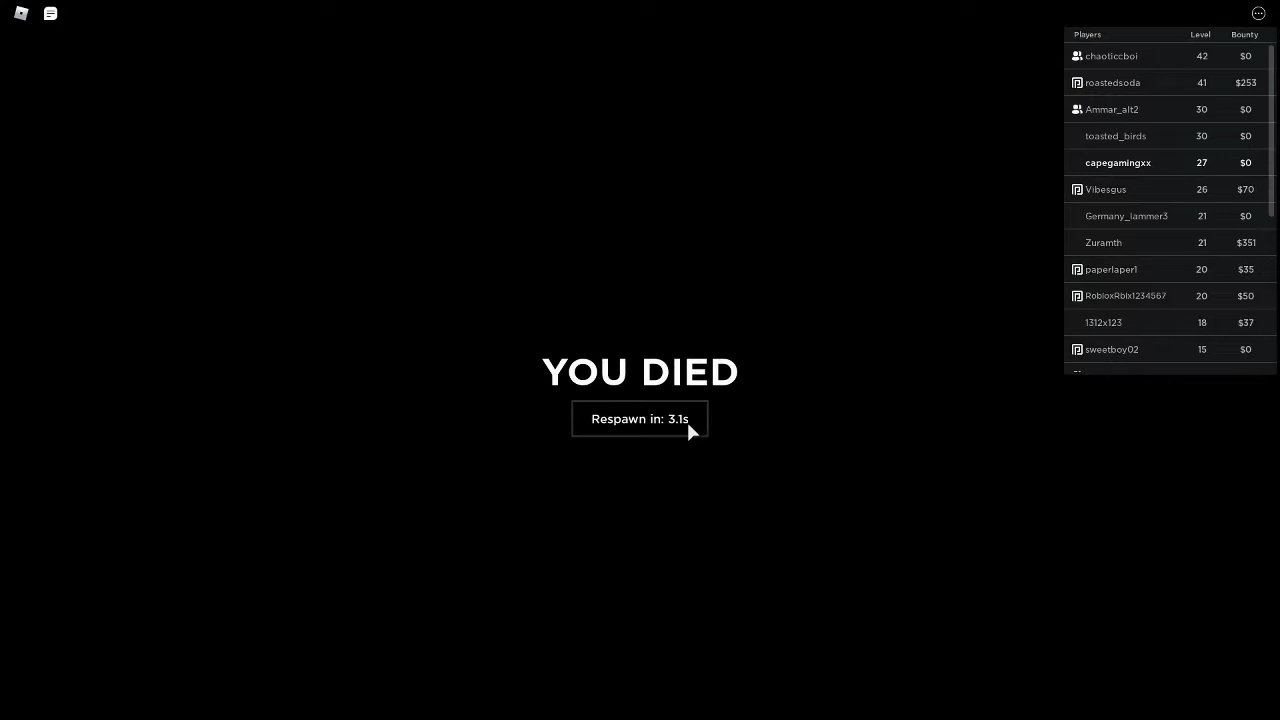 Players Level Bounty
chaoticcboi 42 $0
roastedsoda 41 $253
Ammar_alt2 30 $0
toasted_birds 30 $0
capegamingxx 27 $0
Vibesgus 26 $70
Germany_lammer3 21 $0
Zuramth 21 $351
paperlaper1 20 $35
RobloxRblx1234567 20 $50
1312x123 18 $37
sweetboy02 15 $0
YOU DIED
Respawn in: 3.1s